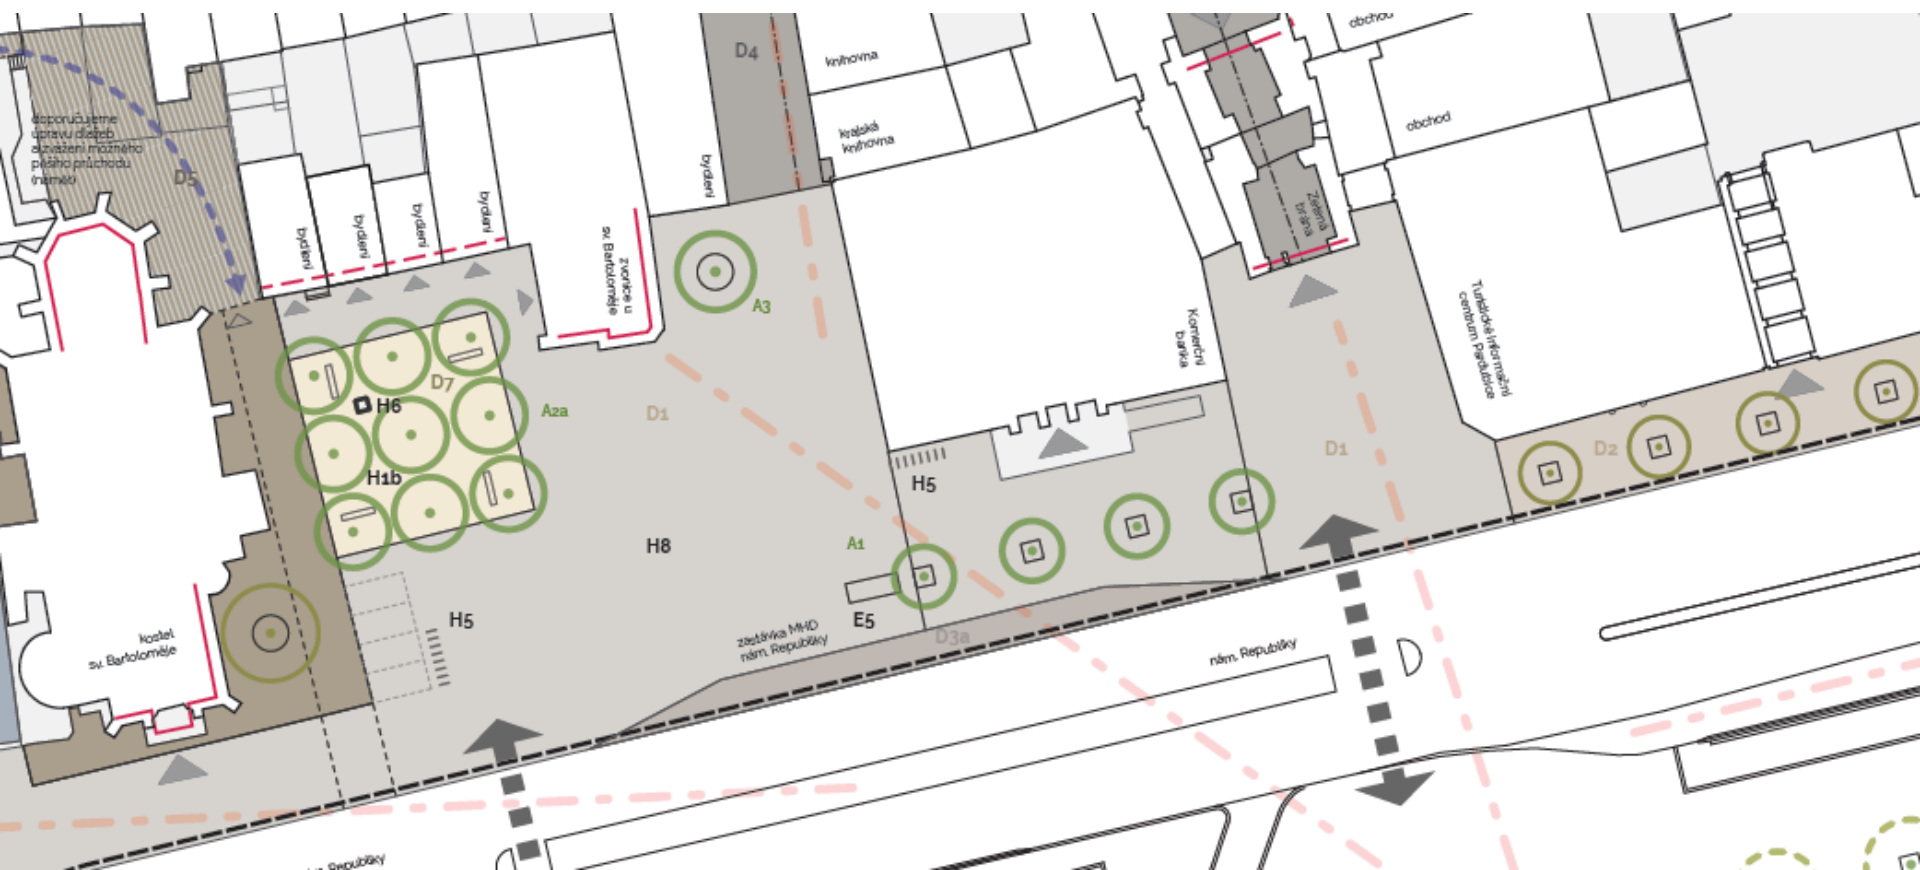 D4
knihovna
obchod
krajská
knihovna
obchod
doporučujeme
úpravu dlažeb
a zvážení možného
pěšího průchodu
(námět)
D5
bydlení
bydlení
bydlení
bydlení
bydlení
zvonice u
sv. Bartoloměje
Zelená
brána
A3
Komerční
banka
Turistické informační
centrum Pardubice
D7
H6
A2a
D1
D1
D2
H1b
H5
H8
A1
H5
E5
D3a
zastávka MHD
nám. Republiky
nám. Republiky
kostel
sv. Bartoloměje
Republiky